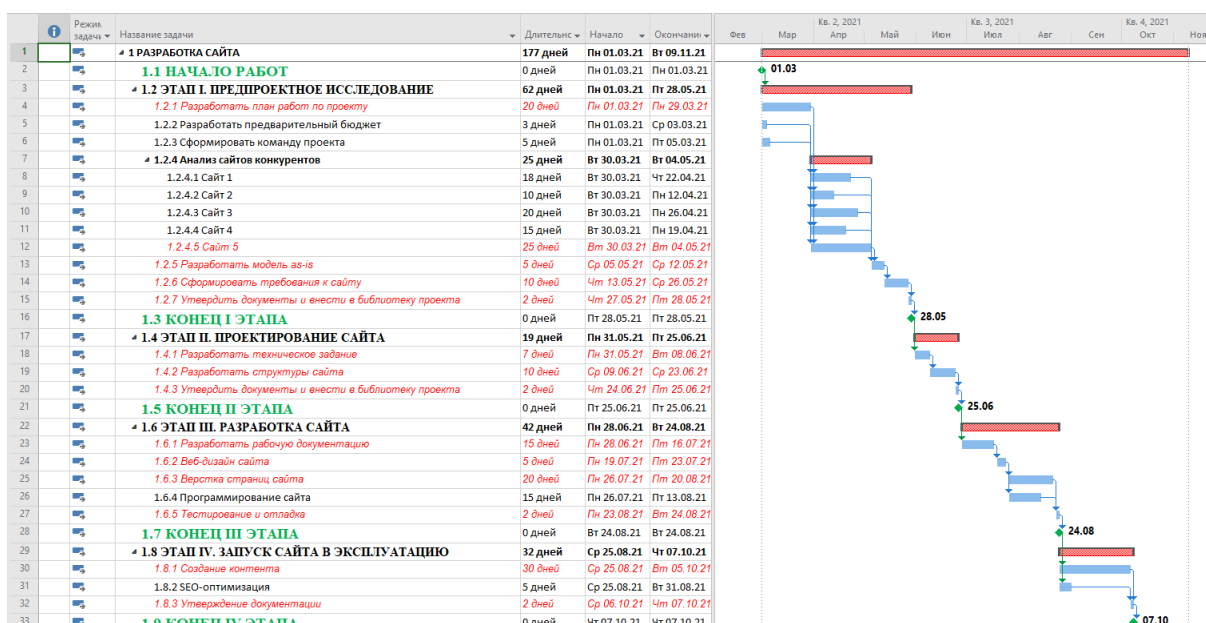 Кв. 2, 2021 Кв. 3, 2021 Кв. 4, 2021
Режим задачи Название задачи Длительнс Начало Окончание Фев Мар Апр Май Июн Июл Авг Сен Окт Ноя
1 1 РАЗРАБОТКА САЙТА 177 дней Пн 01.03.21 Вт 09.11.21
2 1.1 НАЧАЛО РАБОТ 0 дней Пн 01.03.21 Пн 01.03.21 01.03
3 1.2 ЭТАП I. ПРЕДПРОЕКТНОЕ ИССЛЕДОВАНИЕ 62 дней Пн 01.03.21 Пт 28.05.21
4 1.2.1 Разработать план работ по проекту 20 дней Пн 01.03.21 Пн 29.03.21
5 1.2.2 Разработать предварительный бюджет 3 дней Пн 01.03.21 Ср 03.03.21
6 1.2.3 Сформировать команду проекта 5 дней Пн 01.03.21 Пт 05.03.21
7 1.2.4 Анализ сайтов конкурентов 25 дней Вт 30.03.21 Вт 04.05.21
8 1.2.4.1 Сайт 1 18 дней Вт 30.03.21 Чт 22.04.21
9 1.2.4.2 Сайт 2 10 дней Вт 30.03.21 Пн 12.04.21
10 1.2.4.3 Сайт 3 20 дней Вт 30.03.21 Пн 26.04.21
11 1.2.4.4 Сайт 4 15 дней Вт 30.03.21 Пн 19.04.21
12 1.2.4.5 Сайт 5 25 дней Вт 30.03.21 Вт 04.05.21
13 1.2.5 Разработать модель as-is 5 дней Ср 05.05.21 Ср 12.05.21
14 1.2.6 Сформировать требования к сайту 10 дней Чт 13.05.21 Ср 26.05.21
15 1.2.7 Утвердить документы и внести в библиотеку проекта 2 дней Чт 27.05.21 Пт 28.05.21
16 1.3 КОНЕЦ I ЭТАПА 0 дней Пт 28.05.21 Пт 28.05.21 28.05
17 1.4 ЭТАП II. ПРОЕКТИРОВАНИЕ САЙТА 19 дней Пн 31.05.21 Пт 25.06.21
18 1.4.1 Разработать техническое задание 7 дней Пн 31.05.21 Вт 08.06.21
19 1.4.2 Разработать структуры сайта 10 дней Ср 09.06.21 Ср 23.06.21
20 1.4.3 Утвердить документы и внести в библиотеку проекта 2 дней Чт 24.06.21 Пт 25.06.21
21 1.5 КОНЕЦ II ЭТАПА 0 дней Пт 25.06.21 Пт 25.06.21 25.06
22 1.6 ЭТАП III. РАЗРАБОТКА САЙТА 42 дней Пн 28.06.21 Вт 24.08.21
23 1.6.1 Разработать рабочую документацию 15 дней Пн 28.06.21 Пт 16.07.21
24 1.6.2 Веб-дизайн сайта 5 дней Пн 19.07.21 Пт 23.07.21
25 1.6.3 Верстка страниц сайта 20 дней Пн 26.07.21 Пт 20.08.21
26 1.6.4 Программирование сайта 15 дней Пн 26.07.21 Пт 13.08.21
27 1.6.5 Тестирование и отладка 2 дней Пн 23.08.21 Вт 24.08.21
28 1.7 КОНЕЦ III ЭТАПА 0 дней Вт 24.08.21 Вт 24.08.21 24.08
29 1.8 ЭТАП IV. ЗАПУСК САЙТА В ЭКСПЛУАТАЦИЮ 32 дней Ср 25.08.21 Чт 07.10.21
30 1.8.1 Создание контента 30 дней Ср 25.08.21 Вт 05.10.21
31 1.8.2 SEO-оптимизация 5 дней Ср 25.08.21 Вт 31.08.21
32 1.8.3 Утверждение документации 2 дней Ср 06.10.21 Чт 07.10.21
33 1.9 КОНЕЦ IV ЭТАПА 0 дней Чт 07.10.21 Чт 07.10.21 07.10